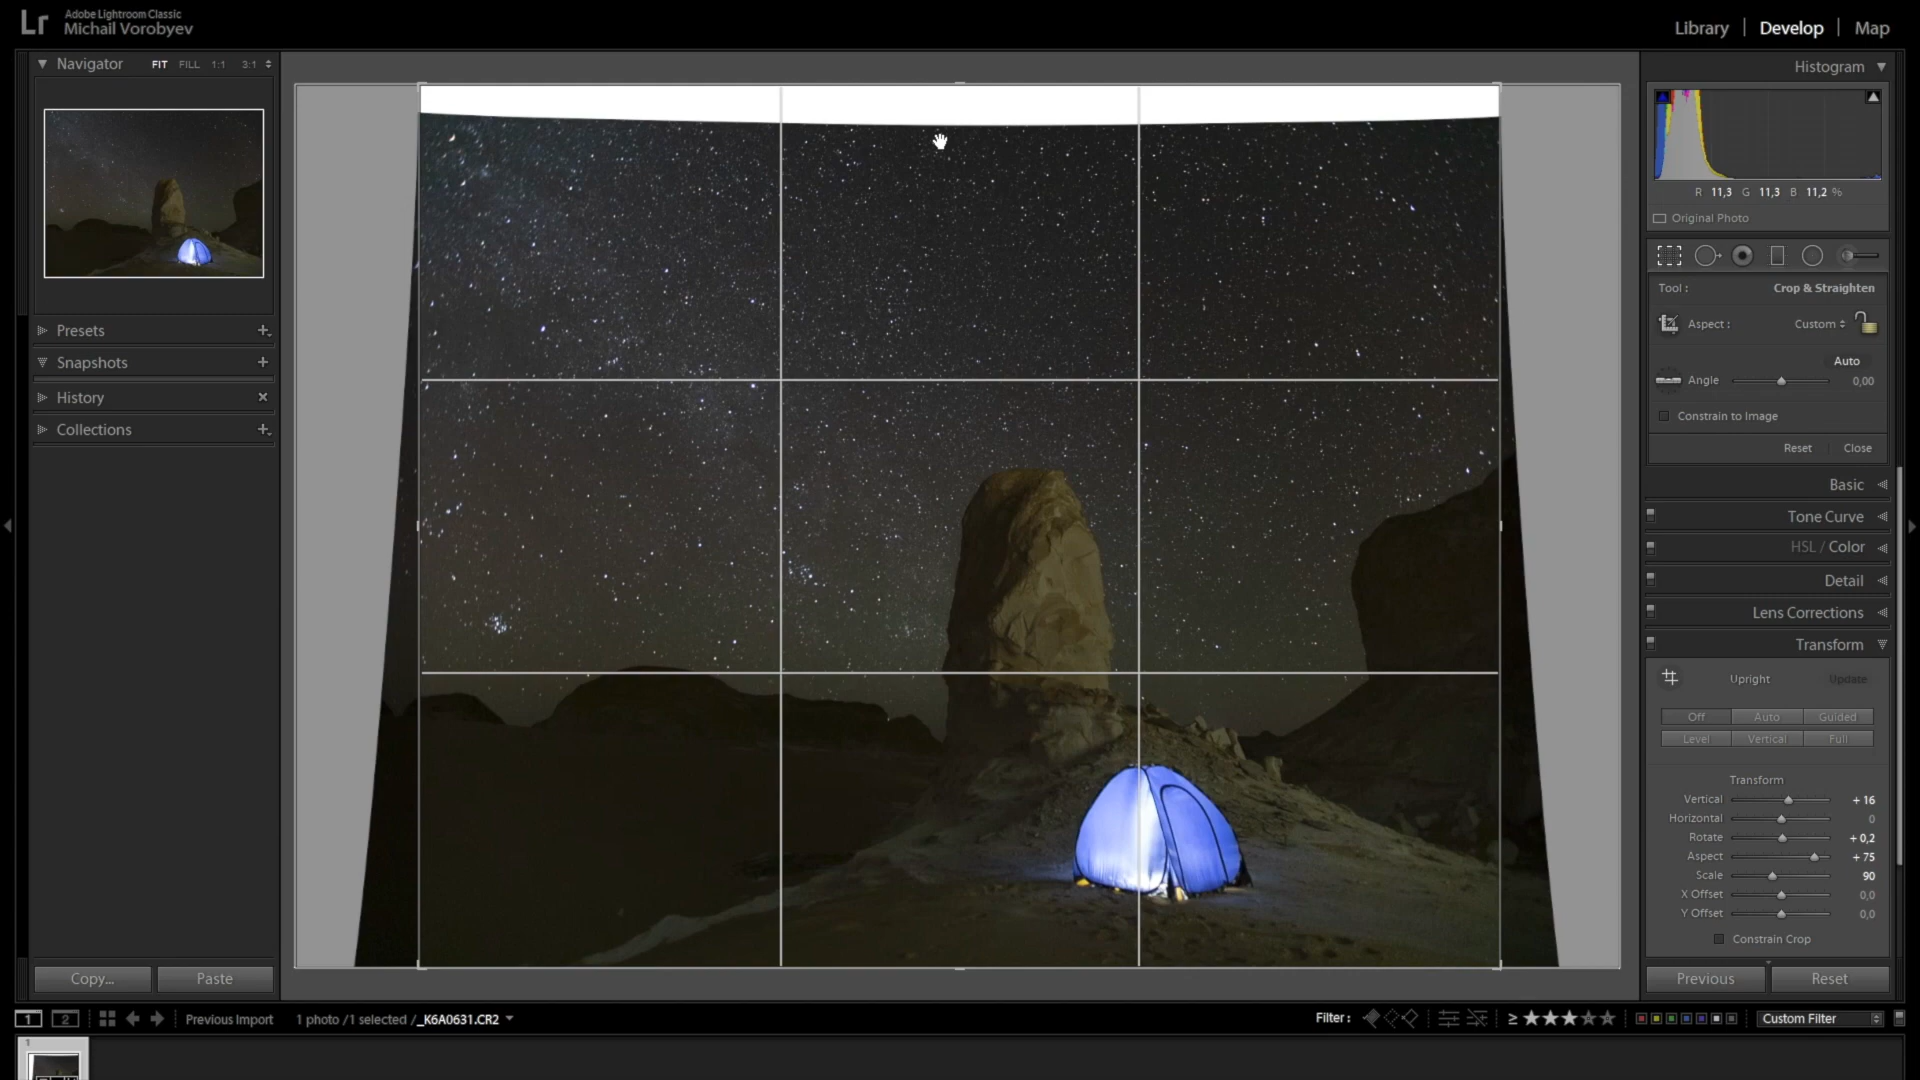 Lr
Adobe Lightroom Classic
Michail Vorobyev
Library | Develop | Map
Navigator FIT FILL 1:1 3:1
Presets
Snapshots
History
Collections
Copy... Paste
Histogram
R 11,3 G 11,3 B 11,2 %
Original Photo
Tool : Crop & Straighten
Aspect : Custom
Auto
Angle 0,00
Constrain to Image
Reset Close
Basic
Tone Curve
HSL / Color
Detail
Lens Corrections
Transform
Upright Update
Off Auto Guided
Level Vertical Full
Transform
Vertical + 16
Horizontal 0
Rotate + 0,2
Aspect + 75
Scale 90
X Offset 0,0
Y Offset 0,0
Constrain Crop
Previous Reset
1 2 Previous Import 1 photo /1 selected /_K6A0631.CR2 Filter : ≥ ★★★☆☆ Custom Filter
1